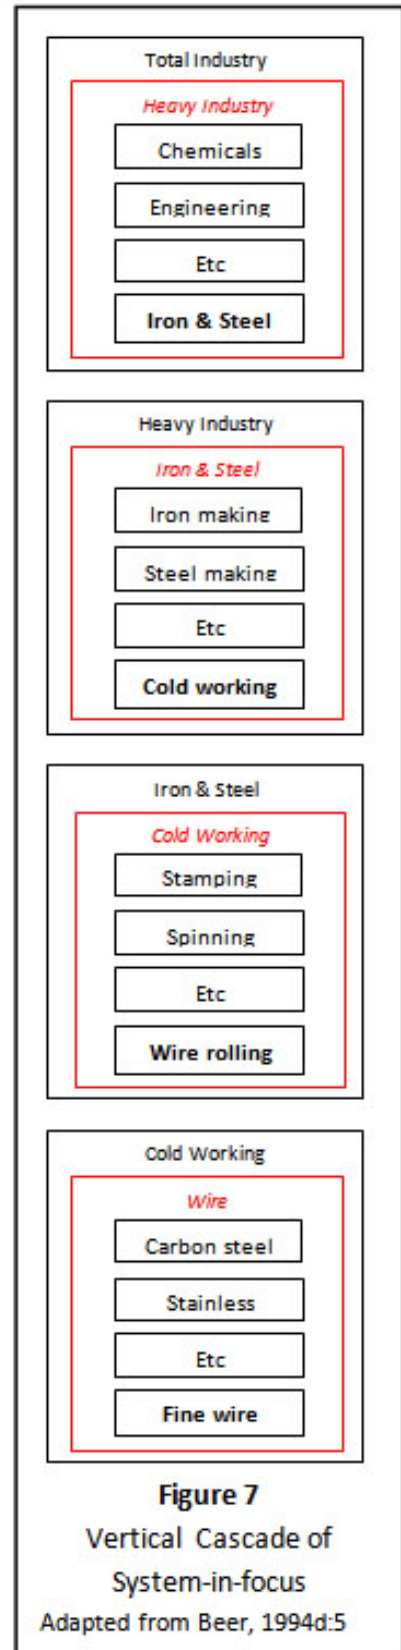 Total Industry
Heavy Industry
Chemicals
Engineering
Etc
Iron & Steel
Heavy Industry
Iron & Steel
Iron making
Steel making
Etc
Cold working
Iron & Steel
Cold Working
Stamping
Spinning
Etc
Wire rolling
Cold Working
Wire
Carbon steel
Stainless
Etc
Fine wire
Figure 7
Vertical Cascade of
System-in-focus
Adapted from Beer, 1994d:5